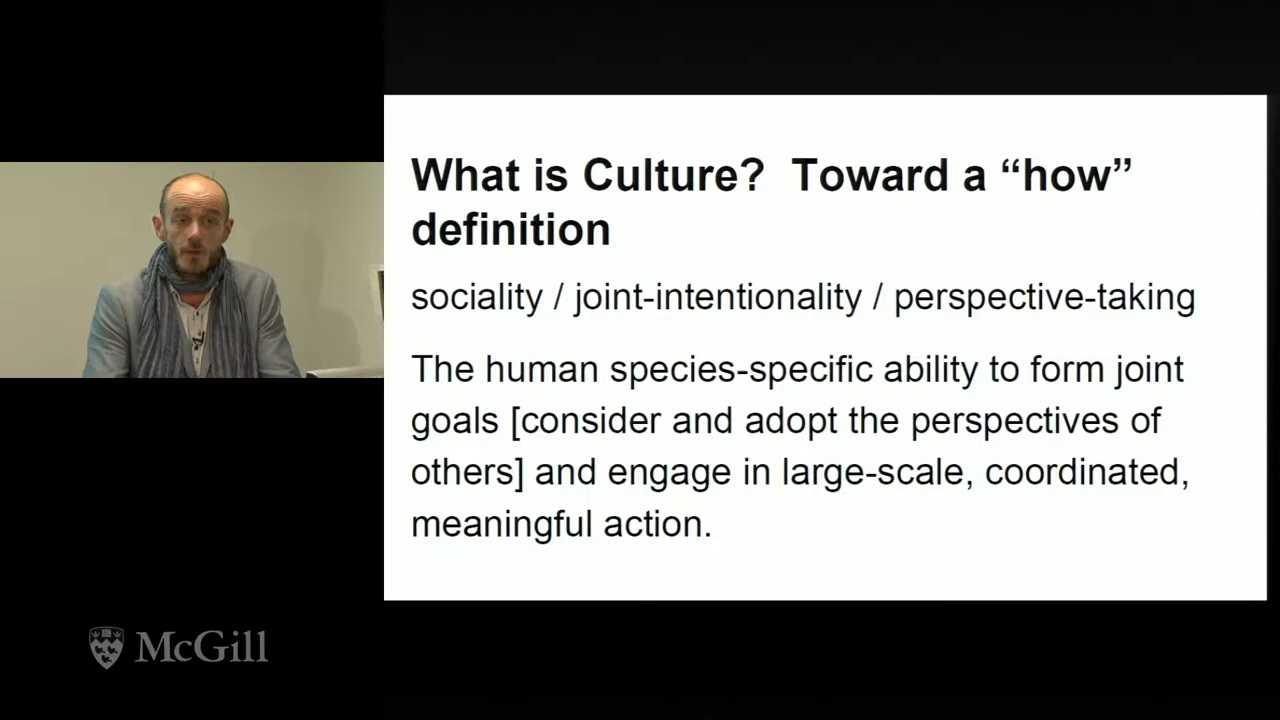 What is Culture?  Toward a “how”
definition
sociality / joint-intentionality / perspective-taking
The human species-specific ability to form joint
goals [consider and adopt the perspectives of
others] and engage in large-scale, coordinated,
meaningful action.
McGill